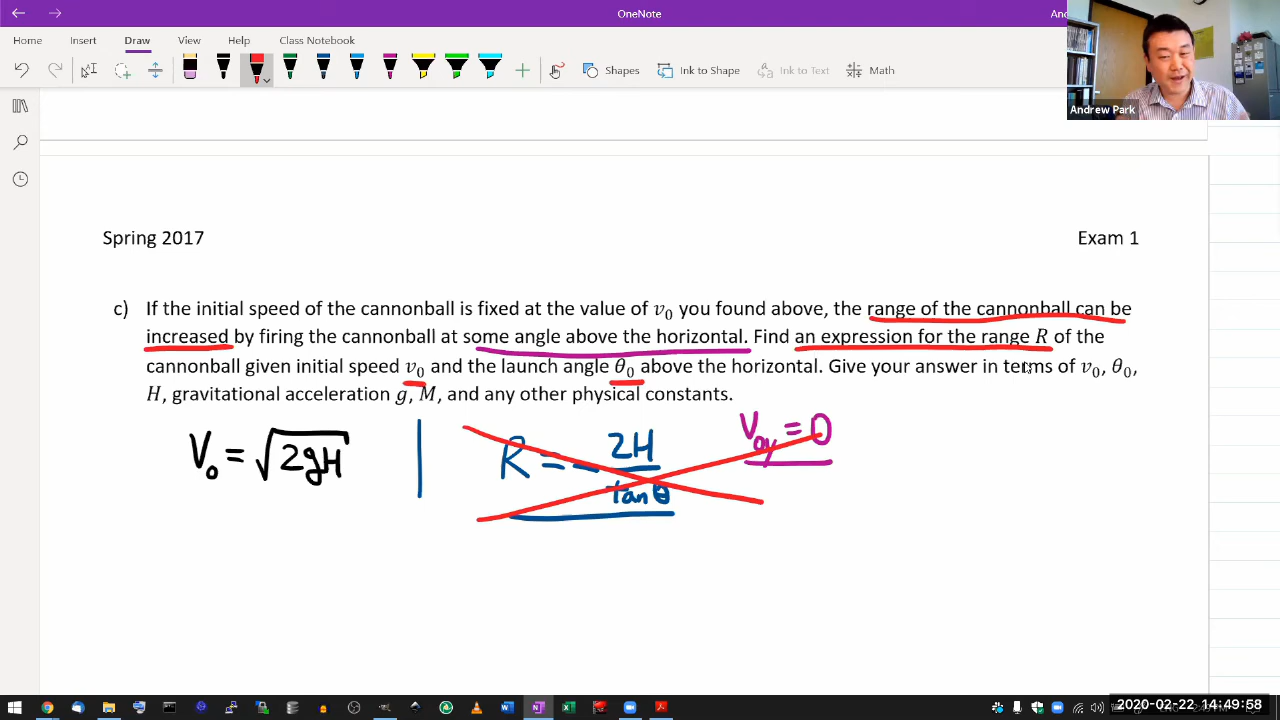 OneNote
An
Home Insert Draw View Help Class Notebook
Shapes Ink to Shape Ink to Text Math
Andrew Park
Spring 2017 Exam 1
c) If the initial speed of the cannonball is fixed at the value of v₀ you found above, the range of the cannonball can be
increased by firing the cannonball at some angle above the horizontal. Find an expression for the range R of the
cannonball given initial speed v₀ and the launch angle θ₀ above the horizontal. Give your answer in terms of v₀, θ₀,
H, gravitational acceleration g, M, and any other physical constants.
V₀ = √2gH | R = - 2H / tan θ V₀y = 0
2020-02-22 14:49:58